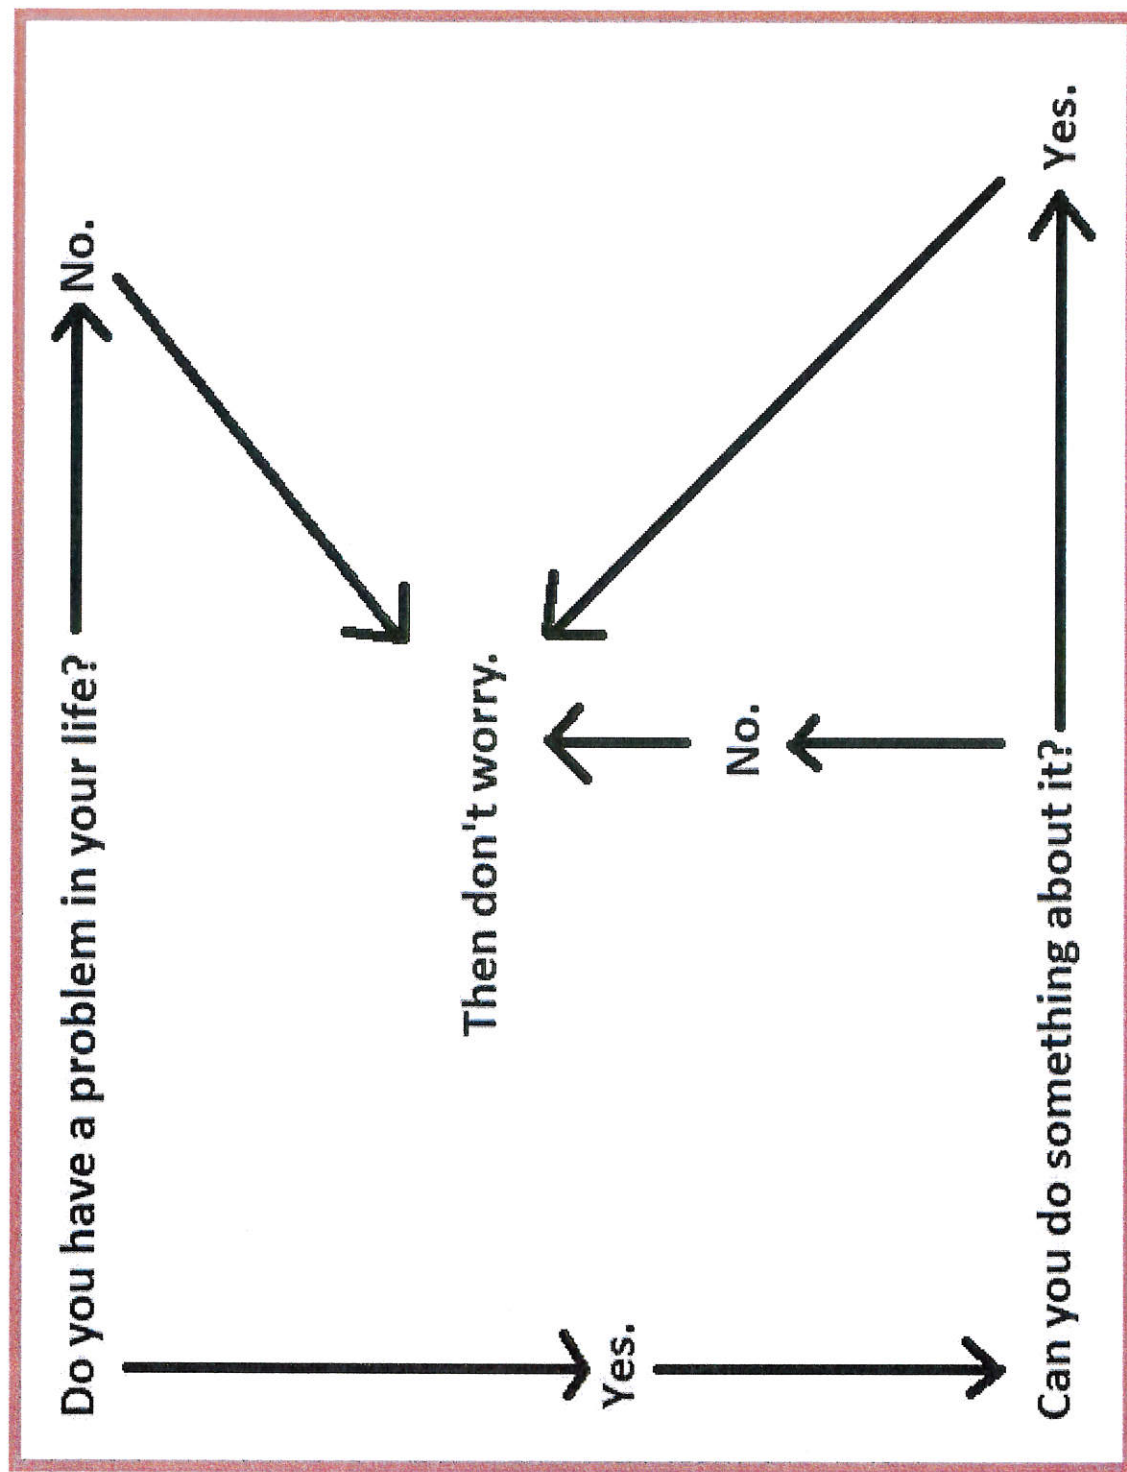 Do you have a problem in your life?
No.
Yes.
Then don't worry.
No.
Can you do something about it?
Yes.